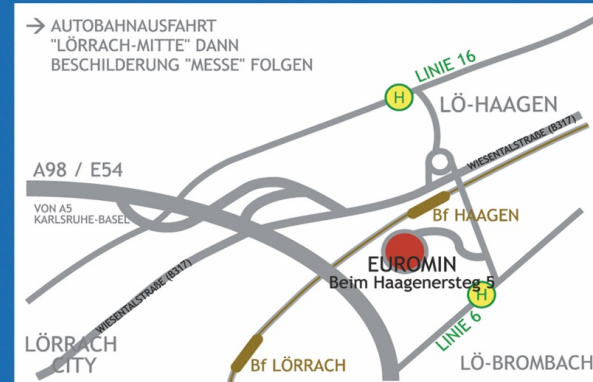 → AUTOBAHNAUSFAHRT
"LÖRRACH-MITTE" DANN
BESCHILDERUNG "MESSE" FOLGEN
LINIE 16
H
LÖ-HAAGEN
WIESENTALSTRAßE (B317)
A98 / E54
VON A5
KARLSRUHE-BASEL
Bf HAAGEN
EUROMIN
Beim Haagenersteg 5
H
WIESENTALSTRAßE (B317)
LINIE 6
LÖRRACH
CITY
Bf LÖRRACH
LÖ-BROMBACH